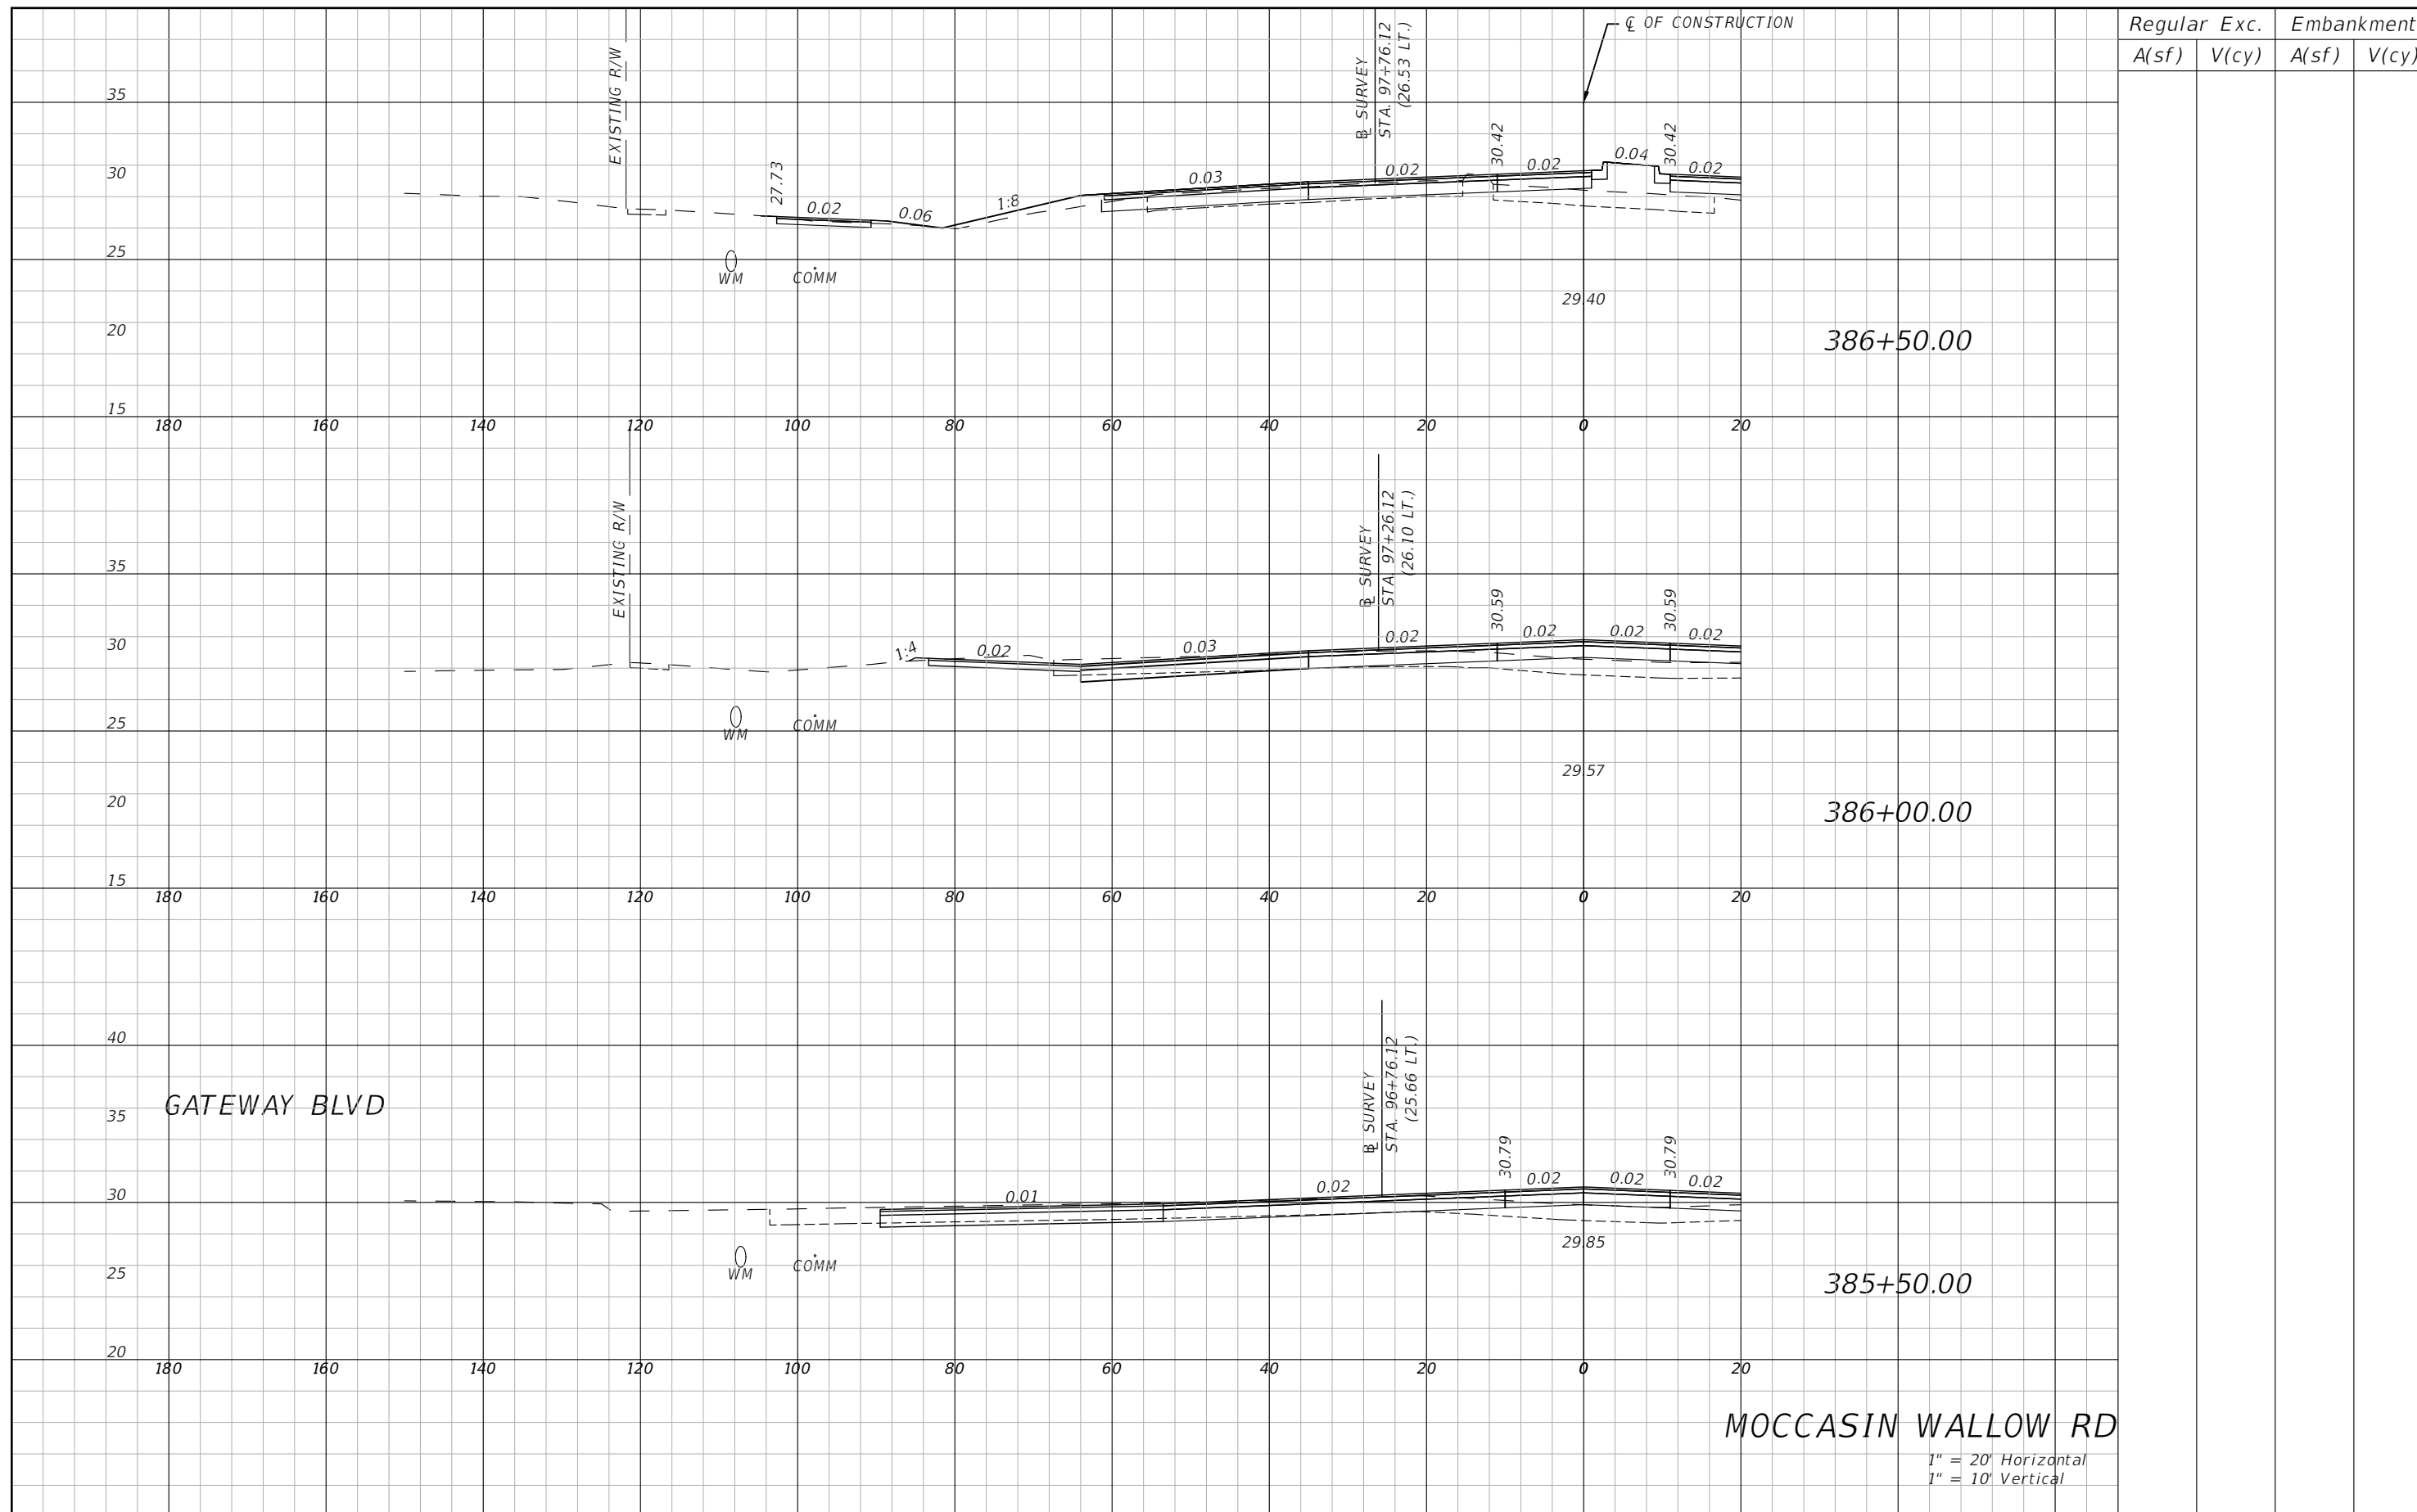 ℄ OF CONSTRUCTION
Regular Exc. Embankment
A(sf) V(cy) A(sf) V(cy)
EXISTING R/W
B̶L SURVEY
STA. 97+76.12
(26.53 LT.)
35
30
25
20
15
27.73
0.02
0.06
1:8
0.03
0.02
30.42
0.02
0.04
30.42
0.02
WM
COMM
29.40
386+50.00
180 160 140 120 100 80 60 40 20 0 20
EXISTING R/W
BL SURVEY
STA. 97+26.12
(26.10 LT.)
35
30
25
20
15
1:4
0.02
0.03
0.02
30.59
0.02
0.02
30.59
0.02
WM
COMM
29.57
386+00.00
180 160 140 120 100 80 60 40 20 0 20
GATEWAY BLVD
BL SURVEY
STA. 96+76.12
(25.66 LT.)
40
35
30
25
20
0.01
0.02
30.79
0.02
0.02
30.79
0.02
WM
COMM
29.85
385+50.00
180 160 140 120 100 80 60 40 20 0 20
MOCCASIN WALLOW RD
1" = 20' Horizontal
1" = 10' Vertical